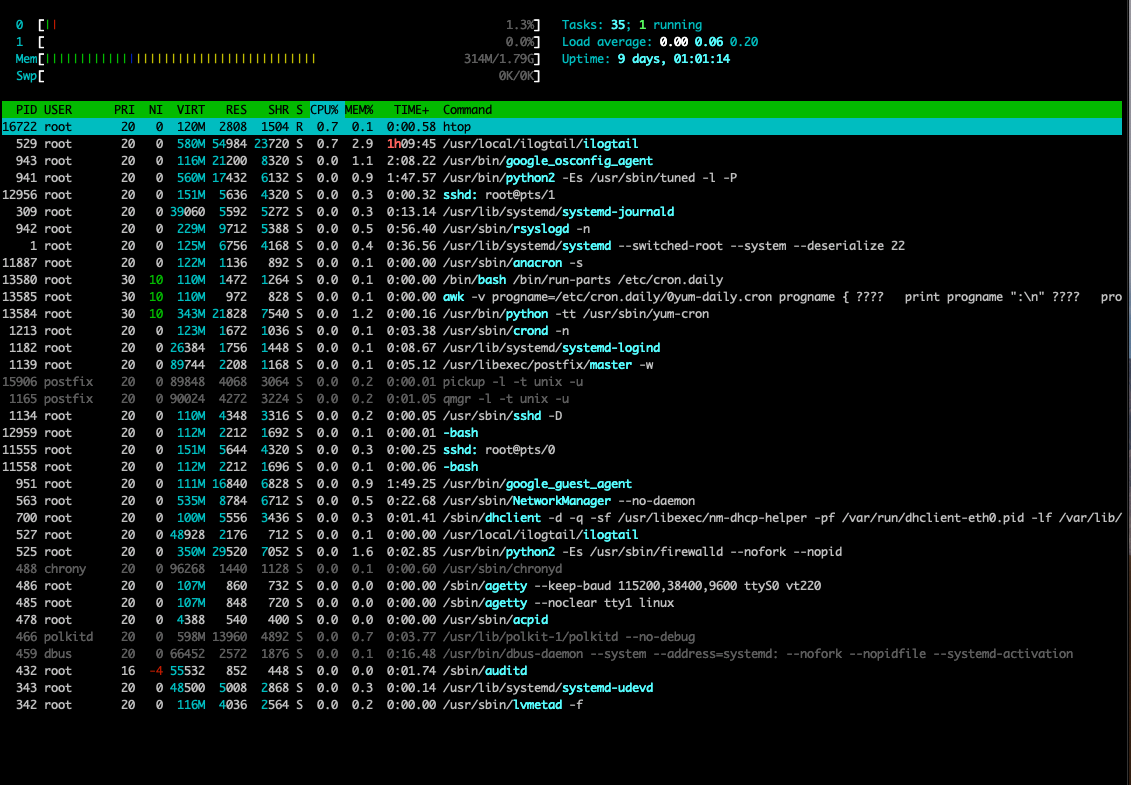 0 [|| 1.3%] Tasks: 35; 1 running
1 [ 0.0%] Load average: 0.00 0.06 0.20
Mem[||||||||||||||||||||||||||||||||||||||| 314M/1.79G] Uptime: 9 days, 01:01:14
Swp[ 0K/0K]
PID USER PRI NI VIRT RES SHR S CPU% MEM% TIME+ Command
16722 root 20 0 120M 2808 1504 R 0.7 0.1 0:00.58 htop
529 root 20 0 580M 54984 23720 S 0.7 2.9 1h09:45 /usr/local/ilogtail/ilogtail
943 root 20 0 116M 21200 8320 S 0.0 1.1 2:08.22 /usr/bin/google_osconfig_agent
941 root 20 0 560M 17432 6132 S 0.0 0.9 1:47.57 /usr/bin/python2 -Es /usr/sbin/tuned -l -P
12956 root 20 0 151M 5636 4320 S 0.0 0.3 0:00.32 sshd: root@pts/1
309 root 20 0 39060 5592 5272 S 0.0 0.3 0:13.14 /usr/lib/systemd/systemd-journald
942 root 20 0 229M 9712 5388 S 0.0 0.5 0:56.40 /usr/sbin/rsyslogd -n
1 root 20 0 125M 6756 4168 S 0.0 0.4 0:36.56 /usr/lib/systemd/systemd --switched-root --system --deserialize 22
11887 root 20 0 122M 1136 892 S 0.0 0.1 0:00.00 /usr/sbin/anacron -s
13580 root 30 10 110M 1472 1264 S 0.0 0.1 0:00.00 /bin/bash /bin/run-parts /etc/cron.daily
13585 root 30 10 110M 972 828 S 0.0 0.1 0:00.00 awk -v progname=/etc/cron.daily/0yum-daily.cron progname { ???? print progname ":\n" ???? pro
13584 root 30 10 343M 21828 7540 S 0.0 1.2 0:00.16 /usr/bin/python -tt /usr/sbin/yum-cron
1213 root 20 0 123M 1672 1036 S 0.0 0.1 0:03.38 /usr/sbin/crond -n
1182 root 20 0 26384 1756 1448 S 0.0 0.1 0:08.67 /usr/lib/systemd/systemd-logind
1139 root 20 0 89744 2208 1168 S 0.0 0.1 0:05.12 /usr/libexec/postfix/master -w
15906 postfix 20 0 89848 4068 3064 S 0.0 0.2 0:00.01 pickup -l -t unix -u
1165 postfix 20 0 90024 4272 3224 S 0.0 0.2 0:01.05 qmgr -l -t unix -u
1134 root 20 0 110M 4348 3316 S 0.0 0.2 0:00.05 /usr/sbin/sshd -D
12959 root 20 0 112M 2212 1692 S 0.0 0.1 0:00.01 -bash
11555 root 20 0 151M 5644 4320 S 0.0 0.3 0:00.25 sshd: root@pts/0
11558 root 20 0 112M 2212 1696 S 0.0 0.1 0:00.06 -bash
951 root 20 0 111M 16840 6828 S 0.0 0.9 1:49.25 /usr/bin/google_guest_agent
563 root 20 0 535M 8784 6712 S 0.0 0.5 0:22.68 /usr/sbin/NetworkManager --no-daemon
700 root 20 0 100M 5556 3436 S 0.0 0.3 0:01.41 /sbin/dhclient -d -q -sf /usr/libexec/nm-dhcp-helper -pf /var/run/dhclient-eth0.pid -lf /var/lib/
527 root 20 0 48928 2176 712 S 0.0 0.1 0:00.00 /usr/local/ilogtail/ilogtail
525 root 20 0 350M 29520 7052 S 0.0 1.6 0:02.85 /usr/bin/python2 -Es /usr/sbin/firewalld --nofork --nopid
488 chrony 20 0 96268 1440 1128 S 0.0 0.1 0:00.60 /usr/sbin/chronyd
486 root 20 0 107M 860 732 S 0.0 0.0 0:00.00 /sbin/agetty --keep-baud 115200,38400,9600 ttyS0 vt220
485 root 20 0 107M 848 720 S 0.0 0.0 0:00.00 /sbin/agetty --noclear tty1 linux
478 root 20 0 4388 540 400 S 0.0 0.0 0:00.00 /usr/sbin/acpid
466 polkitd 20 0 598M 13960 4892 S 0.0 0.7 0:03.77 /usr/lib/polkit-1/polkitd --no-debug
459 dbus 20 0 66452 2572 1876 S 0.0 0.1 0:16.48 /usr/bin/dbus-daemon --system --address=systemd: --nofork --nopidfile --systemd-activation
432 root 16 -4 55532 852 448 S 0.0 0.0 0:01.74 /sbin/auditd
343 root 20 0 48500 5008 2868 S 0.0 0.3 0:00.14 /usr/lib/systemd/systemd-udevd
342 root 20 0 116M 4036 2564 S 0.0 0.2 0:00.00 /usr/sbin/lvmetad -f